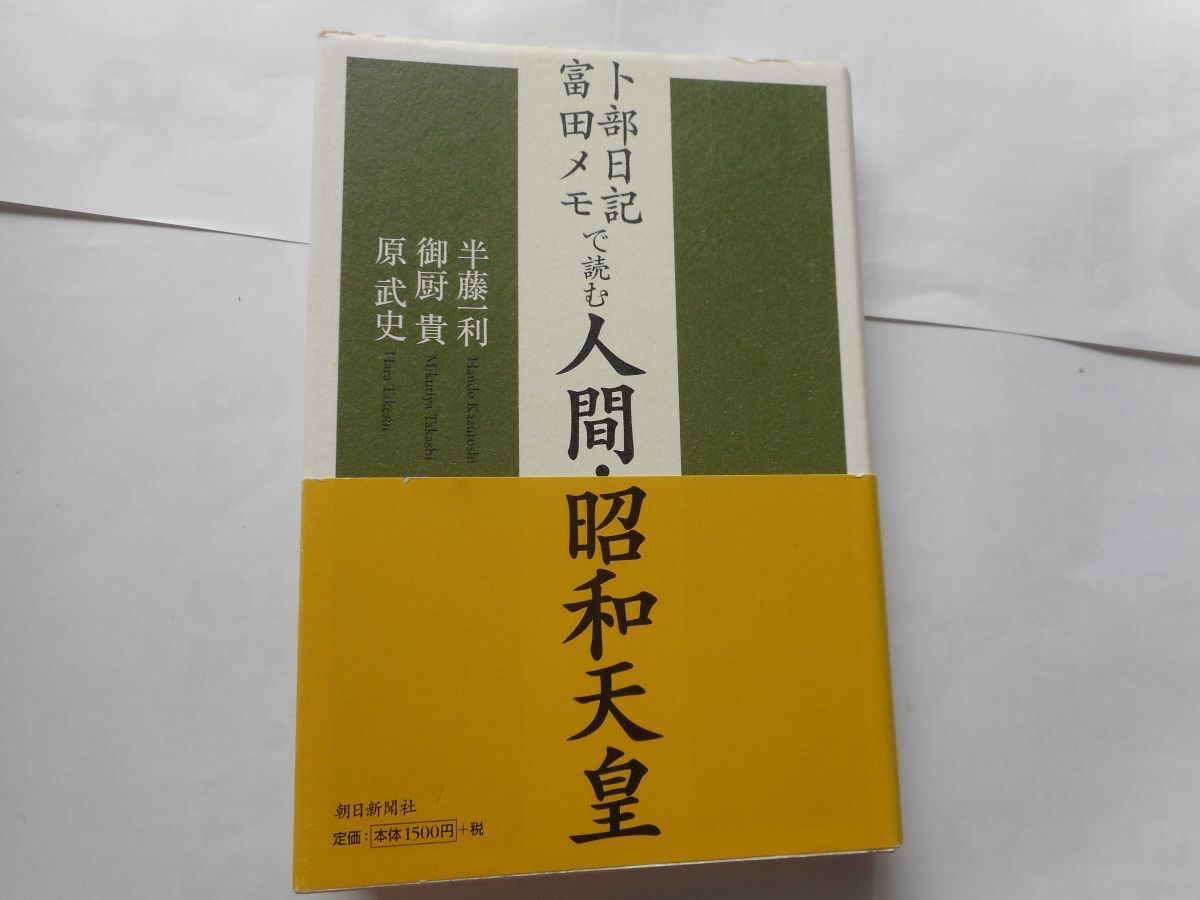 卜部日記
富田メモ
で読む
人間・昭和天皇
半藤一利
Hando Kazutoshi
御厨 貴
Mikuriya Takashi
原 武史
Hara Takeshi
朝日新聞社
定価：本体1500円+税